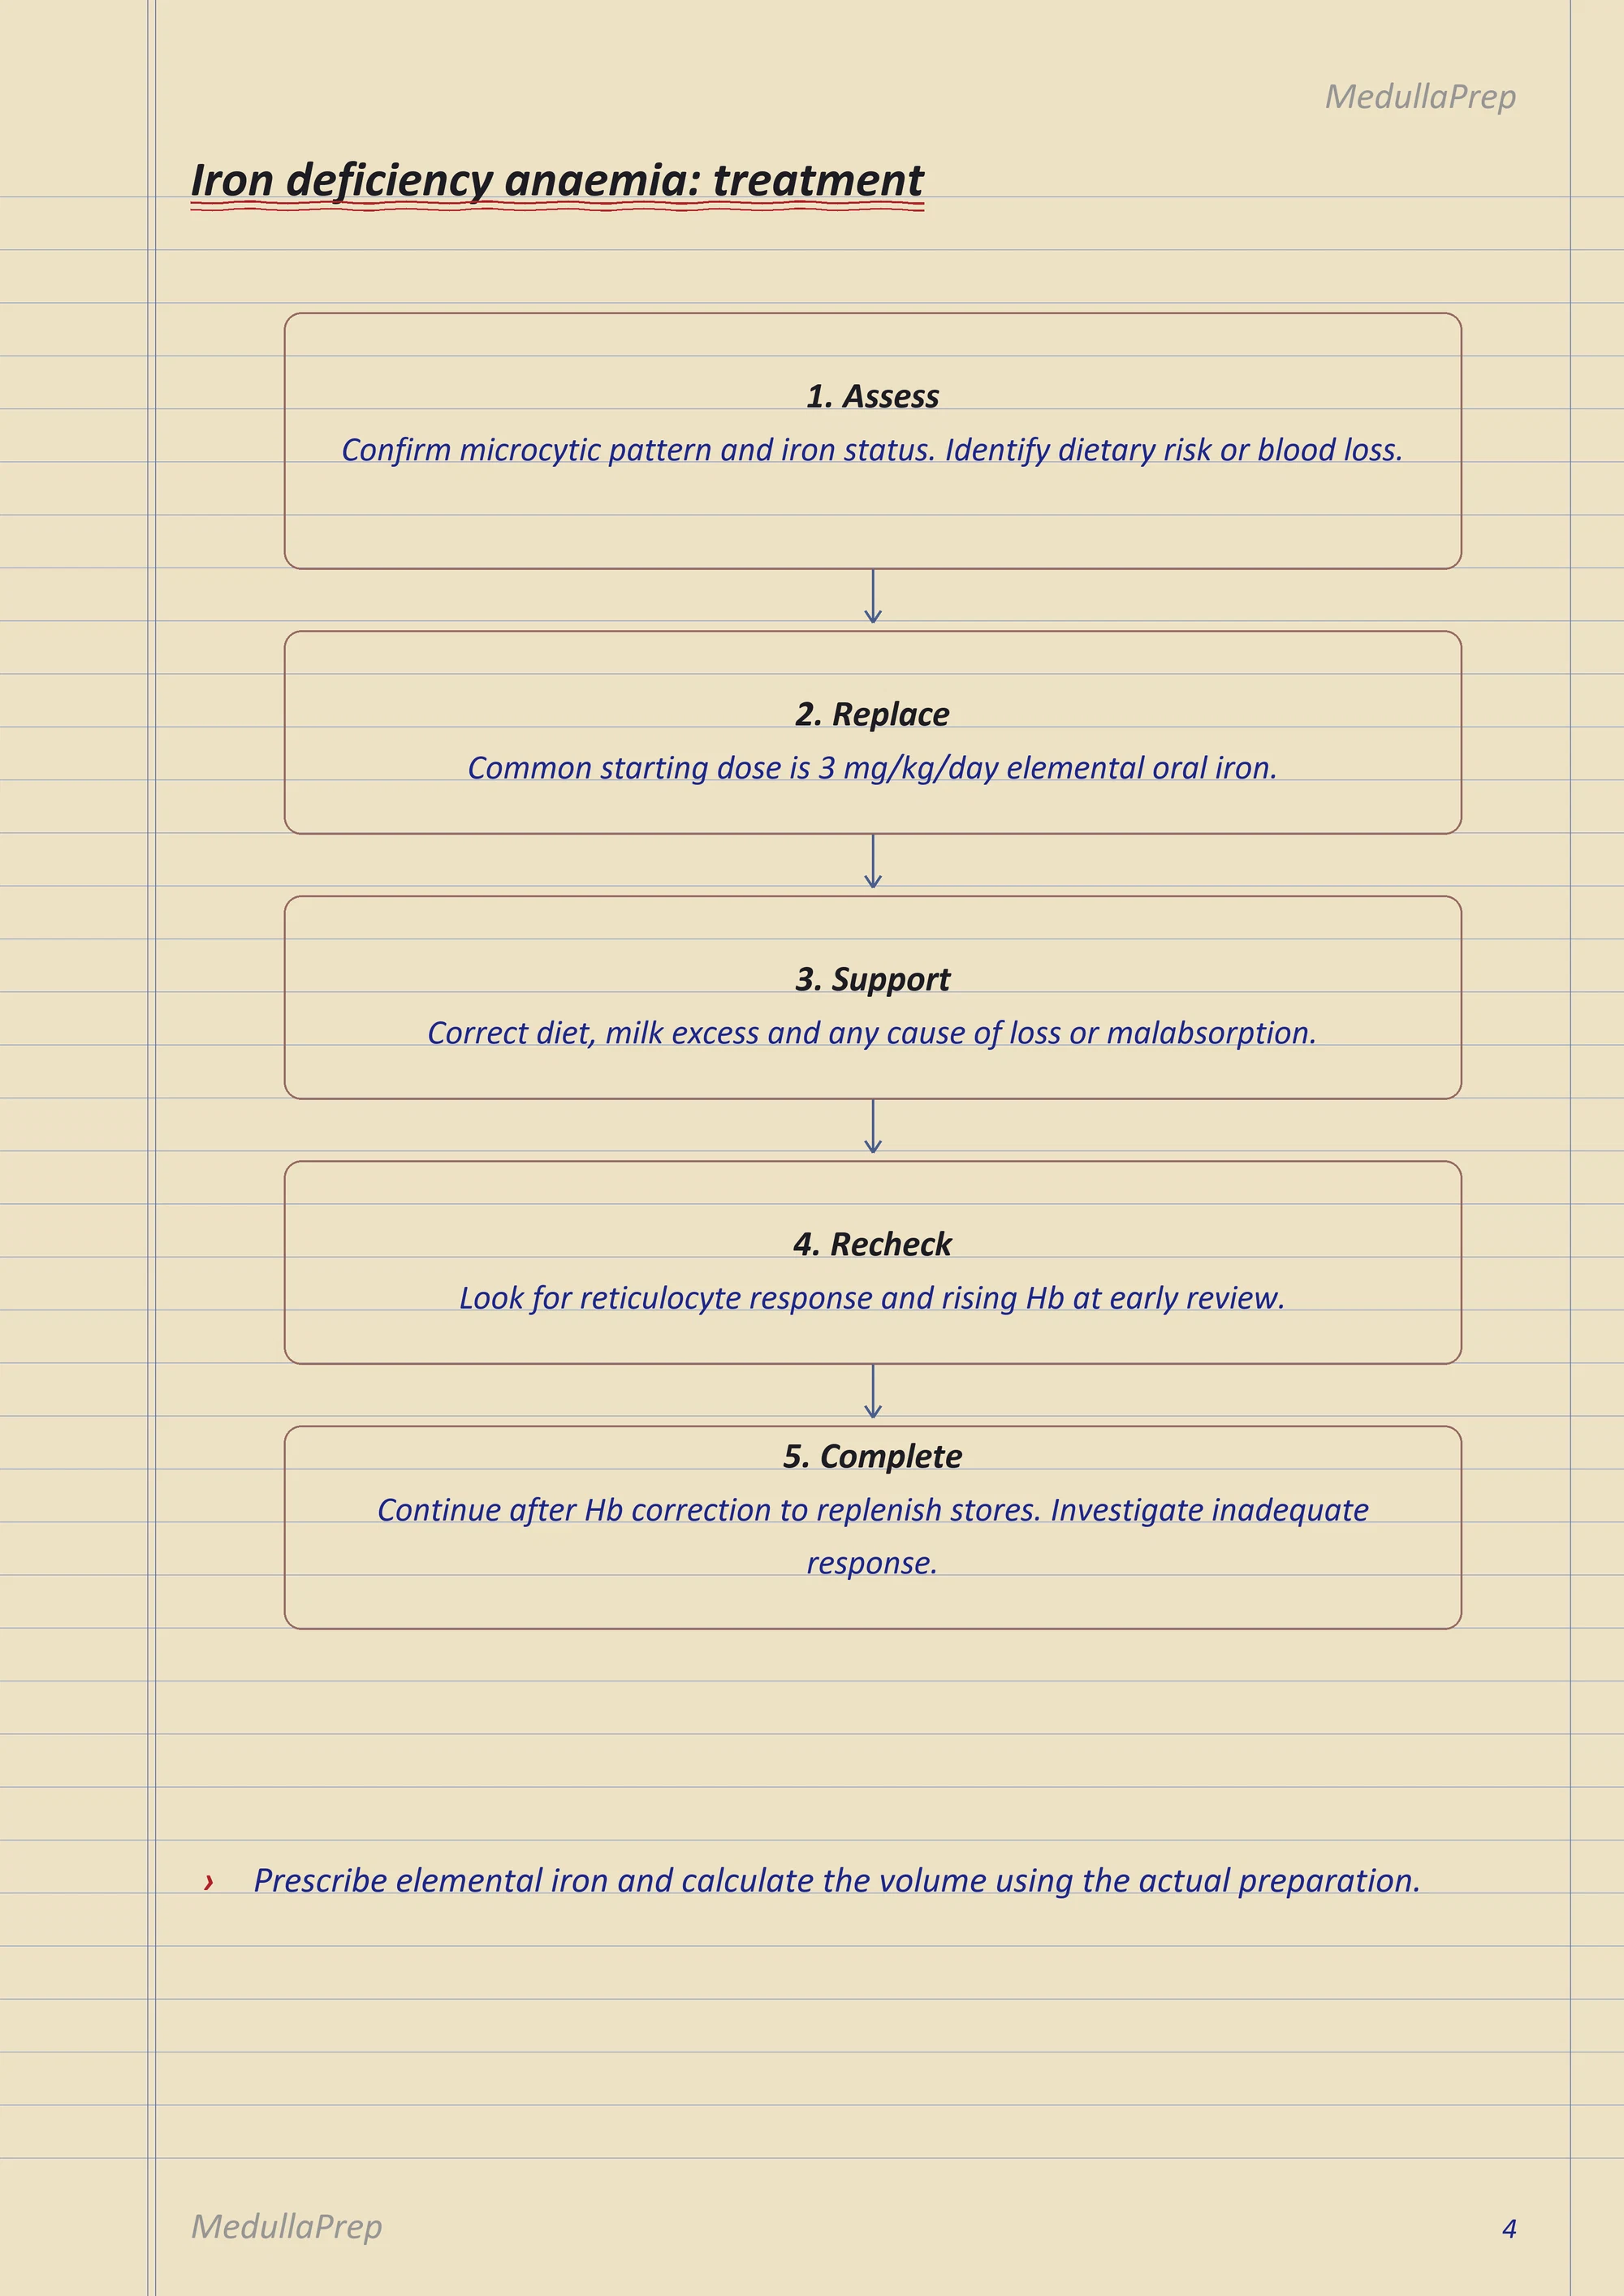 MedullaPrep
Iron deficiency anaemia: treatment
1. Assess
Confirm microcytic pattern and iron status. Identify dietary risk or blood loss.
2. Replace
Common starting dose is 3 mg/kg/day elemental oral iron.
3. Support
Correct diet, milk excess and any cause of loss or malabsorption.
4. Recheck
Look for reticulocyte response and rising Hb at early review.
5. Complete
Continue after Hb correction to replenish stores. Investigate inadequate
response.
› Prescribe elemental iron and calculate the volume using the actual preparation.
MedullaPrep
4